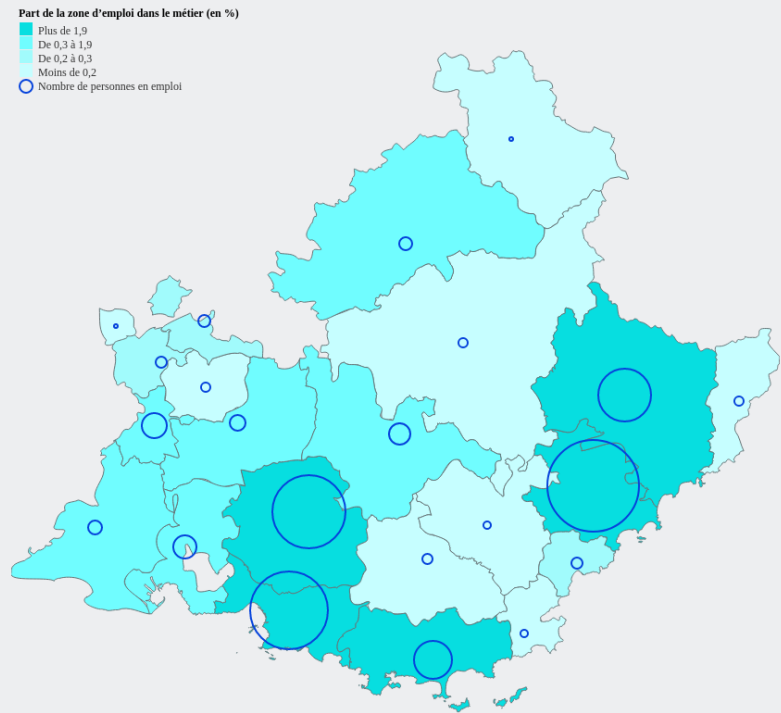 Part de la zone d’emploi dans le métier (en %)
Plus de 1,9
De 0,3 à 1,9
De 0,2 à 0,3
Moins de 0,2
Nombre de personnes en emploi